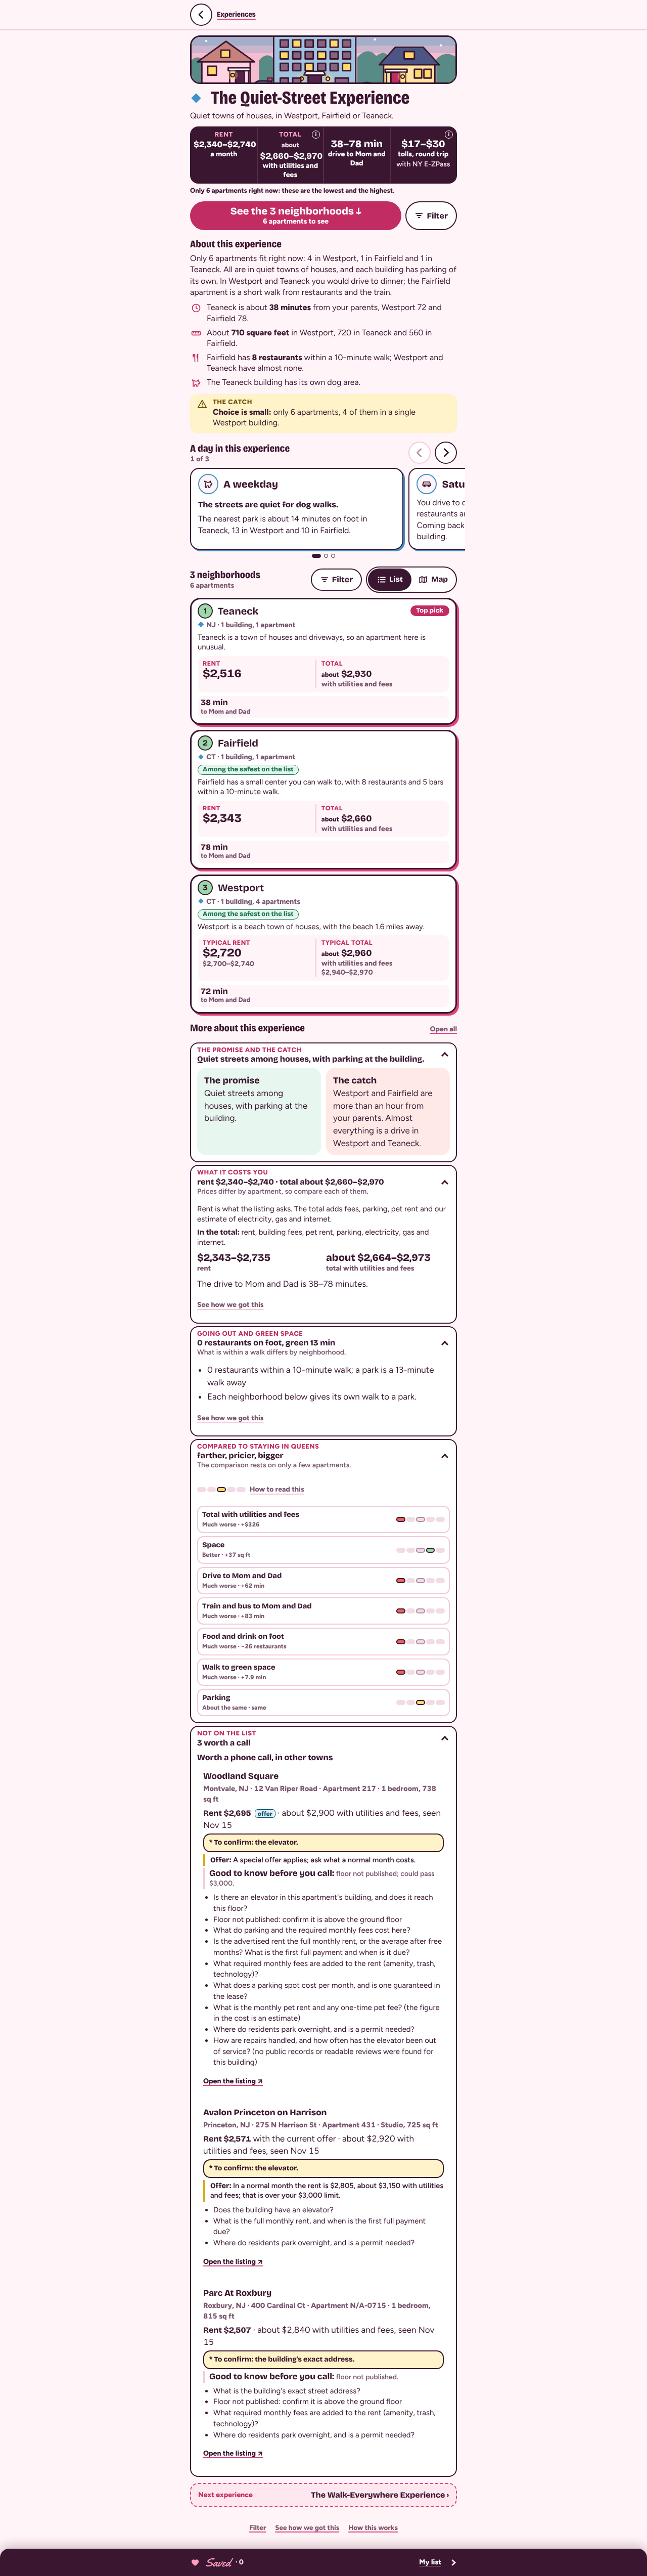 Experiences
The Quiet-Street Experience
Quiet towns of houses, in Westport, Fairfield or Teaneck.
RENT
$2,340–$2,740
a month
TOTAL
about
$2,660–$2,970
with utilities and
fees
38–78 min
drive to Mom and
Dad
$17–$30
tolls, round trip
with NY E-ZPass
Only 6 apartments right now: these are the lowest and the highest.
See the 3 neighborhoods ↓
6 apartments to see
Filter
About this experience
Only 6 apartments fit right now: 4 in Westport, 1 in Fairfield and 1 in
Teaneck. All are in quiet towns of houses, and each building has parking of
its own. In Westport and Teaneck you would drive to dinner; the Fairfield
apartment is a short walk from restaurants and the train.
Teaneck is about 38 minutes from your parents, Westport 72 and
Fairfield 78.
About 710 square feet in Westport, 720 in Teaneck and 560 in
Fairfield.
Fairfield has 8 restaurants within a 10-minute walk; Westport and
Teaneck have almost none.
The Teaneck building has its own dog area.
THE CATCH
Choice is small: only 6 apartments, 4 of them in a single
Westport building.
A day in this experience
1 of 3
A weekday
The streets are quiet for dog walks.
The nearest park is about 14 minutes on foot in
Teaneck, 13 in Westport and 10 in Fairfield.
Satu
You drive to d
restaurants a
Coming back
building.
3 neighborhoods
6 apartments
Filter
List
Map
1
Teaneck
Top pick
NJ · 1 building, 1 apartment
Teaneck is a town of houses and driveways, so an apartment here is
unusual.
RENT
$2,516
TOTAL
about $2,930
with utilities and fees
38 min
to Mom and Dad
2
Fairfield
CT · 1 building, 1 apartment
Among the safest on the list
Fairfield has a small center you can walk to, with 8 restaurants and 5 bars
within a 10-minute walk.
RENT
$2,343
TOTAL
about $2,660
with utilities and fees
78 min
to Mom and Dad
3
Westport
CT · 1 building, 4 apartments
Among the safest on the list
Westport is a beach town of houses, with the beach 1.6 miles away.
TYPICAL RENT
$2,720
$2,700–$2,740
TYPICAL TOTAL
about $2,960
with utilities and fees
$2,940–$2,970
72 min
to Mom and Dad
More about this experience
Open all
THE PROMISE AND THE CATCH
Quiet streets among houses, with parking at the building.
The promise
Quiet streets among
houses, with parking at the
building.
The catch
Westport and Fairfield are
more than an hour from
your parents. Almost
everything is a drive in
Westport and Teaneck.
WHAT IT COSTS YOU
rent $2,340–$2,740 · total about $2,660–$2,970
Prices differ by apartment, so compare each of them.
Rent is what the listing asks. The total adds fees, parking, pet rent and our
estimate of electricity, gas and internet.
In the total: rent, building fees, pet rent, parking, electricity, gas and
internet.
$2,343–$2,735
rent
about $2,664–$2,973
total with utilities and fees
The drive to Mom and Dad is 38–78 minutes.
See how we got this
GOING OUT AND GREEN SPACE
0 restaurants on foot, green 13 min
What is within a walk differs by neighborhood.
• 0 restaurants within a 10-minute walk; a park is a 13-minute
walk away
• Each neighborhood below gives its own walk to a park.
See how we got this
COMPARED TO STAYING IN QUEENS
farther, pricier, bigger
The comparison rests on only a few apartments.
How to read this
Total with utilities and fees
Much worse · +$326
Space
Better · +37 sq ft
Drive to Mom and Dad
Much worse · +62 min
Train and bus to Mom and Dad
Much worse · +83 min
Food and drink on foot
Much worse · -26 restaurants
Walk to green space
Much worse · +7.9 min
Parking
About the same · same
NOT ON THE LIST
3 worth a call
Worth a phone call, in other towns
Woodland Square
Montvale, NJ · 12 Van Riper Road · Apartment 217 · 1 bedroom, 738
sq ft
Rent $2,695 offer · about $2,900 with utilities and fees, seen
Nov 15
* To confirm: the elevator.
Offer: A special offer applies; ask what a normal month costs.
Good to know before you call: floor not published; could pass
$3,000.
• Is there an elevator in this apartment's building, and does it reach
this floor?
• Floor not published: confirm it is above the ground floor
• What do parking and the required monthly fees cost here?
• Is the advertised rent the full monthly rent, or the average after free
months? What is the first full payment and when is it due?
• What required monthly fees are added to the rent (amenity, trash,
technology)?
• What does a parking spot cost per month, and is one guaranteed in
the lease?
• What is the monthly pet rent and any one-time pet fee? (the figure
in the cost is an estimate)
• Where do residents park overnight, and is a permit needed?
• How are repairs handled, and how often has the elevator been out
of service? (no public records or readable reviews were found for
this building)
Open the listing ↗
Avalon Princeton on Harrison
Princeton, NJ · 275 N Harrison St · Apartment 431 · Studio, 725 sq ft
Rent $2,571 with the current offer · about $2,920 with
utilities and fees, seen Nov 15
* To confirm: the elevator.
Offer: In a normal month the rent is $2,805, about $3,150 with utilities
and fees; that is over your $3,000 limit.
• Does the building have an elevator?
• What is the full monthly rent, and when is the first full payment
due?
• Where do residents park overnight, and is a permit needed?
Open the listing ↗
Parc At Roxbury
Roxbury, NJ · 400 Cardinal Ct · Apartment N/A-0715 · 1 bedroom,
815 sq ft
Rent $2,507 · about $2,840 with utilities and fees, seen Nov
15
* To confirm: the building's exact address.
Good to know before you call: floor not published.
• What is the building's exact street address?
• Floor not published: confirm it is above the ground floor
• What required monthly fees are added to the rent (amenity, trash,
technology)?
• Where do residents park overnight, and is a permit needed?
Open the listing ↗
Next experience
The Walk-Everywhere Experience ›
Filter
See how we got this
How this works
Saved · 0
My list